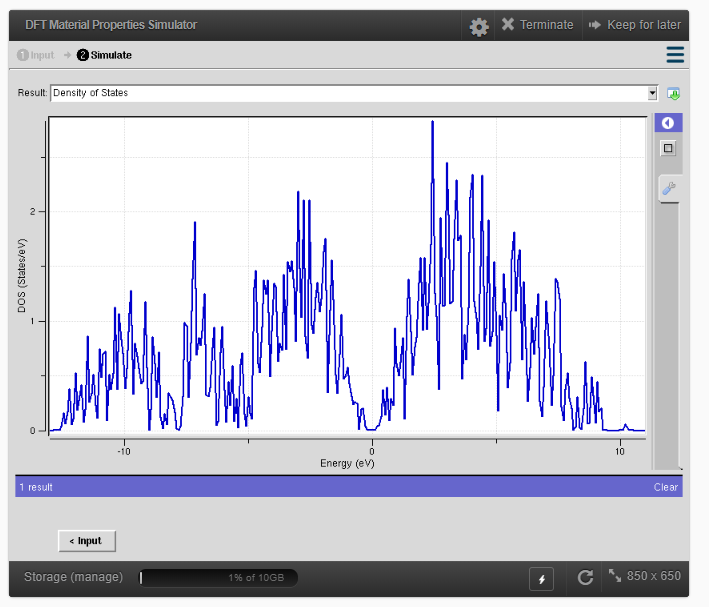 DFT Material Properties Simulator
Terminate
Keep for later
1 Input → 2 Simulate
Result: Density of States
DOS (States/eV)
2
1
0
-10 0 10
Energy (eV)
1 result
Clear
< Input
Storage (manage)
1% of 10GB
850 x 650